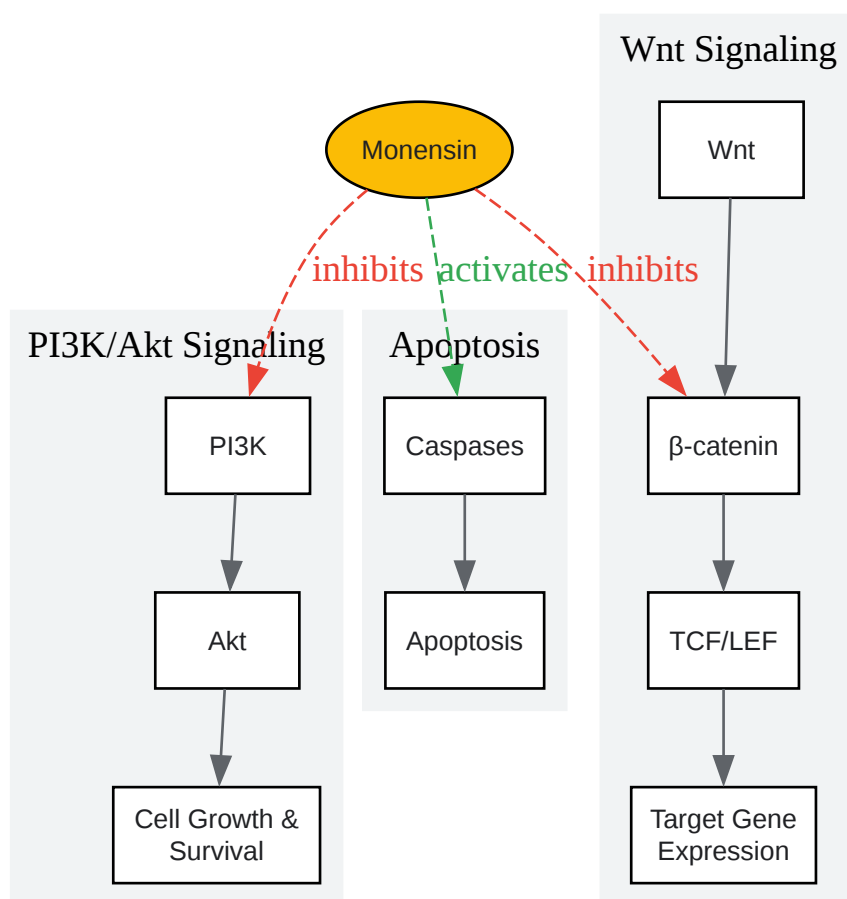 Wnt Signaling
Monensin
Wnt
inhibits
activates
inhibits
PI3K/Akt Signaling
Apoptosis
PI3K
Caspases
β-catenin
Akt
Apoptosis
TCF/LEF
Cell Growth &
Survival
Target Gene
Expression